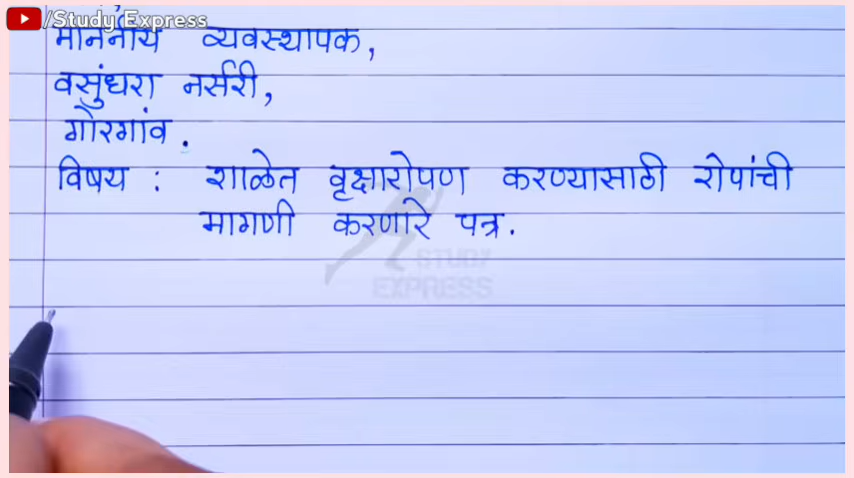 /Study Express
माननीय व्यवस्थापक,
वसुंधरा नर्सरी,
गोरगांव.
विषय : शाळेत वृक्षारोपण करण्यासाठी रोपांची
मागणी करणारे पत्र.
STUDY
EXPRESS